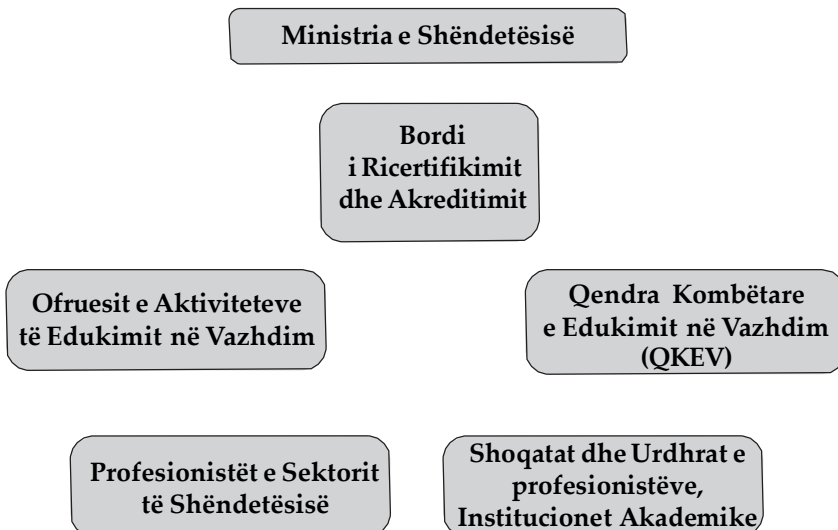 Ministria e Shëndetësisë
Bordi
i Ricertifikimit
dhe Akreditimit
Ofruesit e Aktiviteteve
të Edukimit në Vazhdim
Qendra Kombëtare
e Edukimit në Vazhdim
(QKEV)
Profesionistët e Sektorit
të Shëndetësisë
Shoqatat dhe Urdhrat e
profesionistëve,
Institucionet Akademike